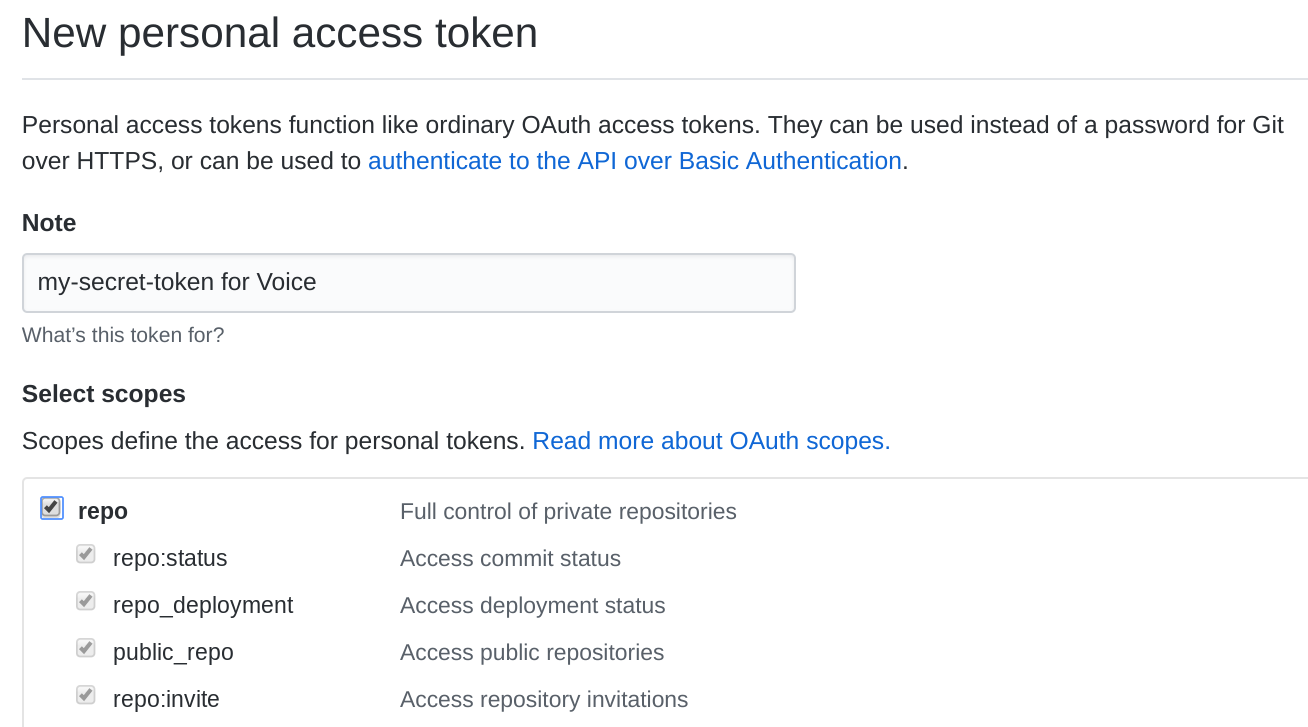 New personal access token
Personal access tokens function like ordinary OAuth access tokens. They can be used instead of a password for Git
over HTTPS, or can be used to authenticate to the API over Basic Authentication.
Note
my-secret-token for Voice
What’s this token for?
Select scopes
Scopes define the access for personal tokens. Read more about OAuth scopes.
repo Full control of private repositories
repo:status Access commit status
repo_deployment Access deployment status
public_repo Access public repositories
repo:invite Access repository invitations